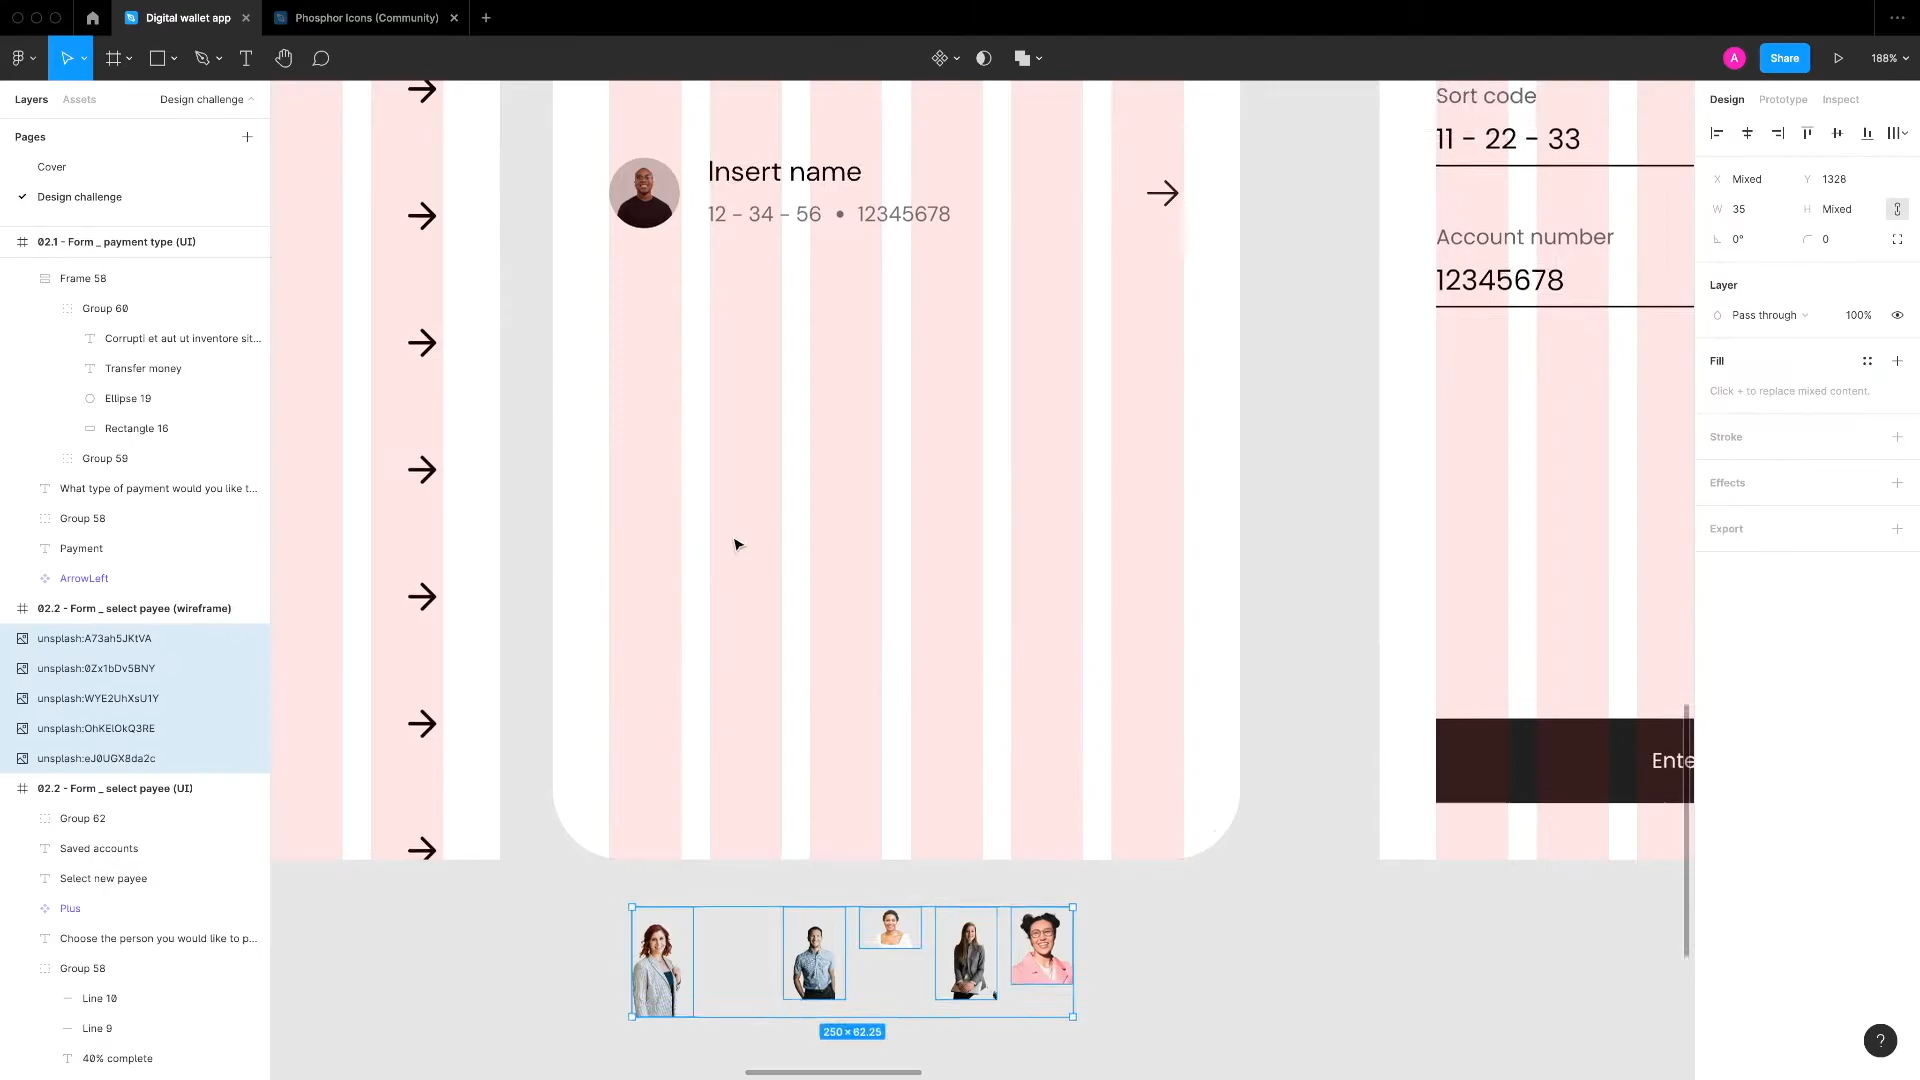 Digital wallet app
Phosphor Icons (Community)
A
Share
188%
Layers
Assets
Design challenge
Pages
Cover
Design challenge
02.1 - Form _ payment type (UI)
Frame 58
Group 60
Corrupti et aut ut inventore sit...
Transfer money
Ellipse 19
Rectangle 16
Group 59
What type of payment would you like t...
Group 58
Payment
ArrowLeft
02.2 - Form _ select payee (wireframe)
unsplash:A73ah5JKtVA
unsplash:0Zx1bDv5BNY
unsplash:WYE2UhXsU1Y
unsplash:OhKElOkQ3RE
unsplash:eJ0UGX8da2c
02.2 - Form _ select payee (UI)
Group 62
Saved accounts
Select new payee
Plus
Choose the person you would like to p...
Group 58
Line 10
Line 9
40% complete
Insert name
12 - 34 - 56 • 12345678
250 × 62.25
Sort code
11 - 22 - 33
Account number
12345678
Ente
Design
Prototype
Inspect
X Mixed
Y 1328
W 35
H Mixed
0°
0
Layer
Pass through
100%
Fill
Click + to replace mixed content.
Stroke
Effects
Export
?